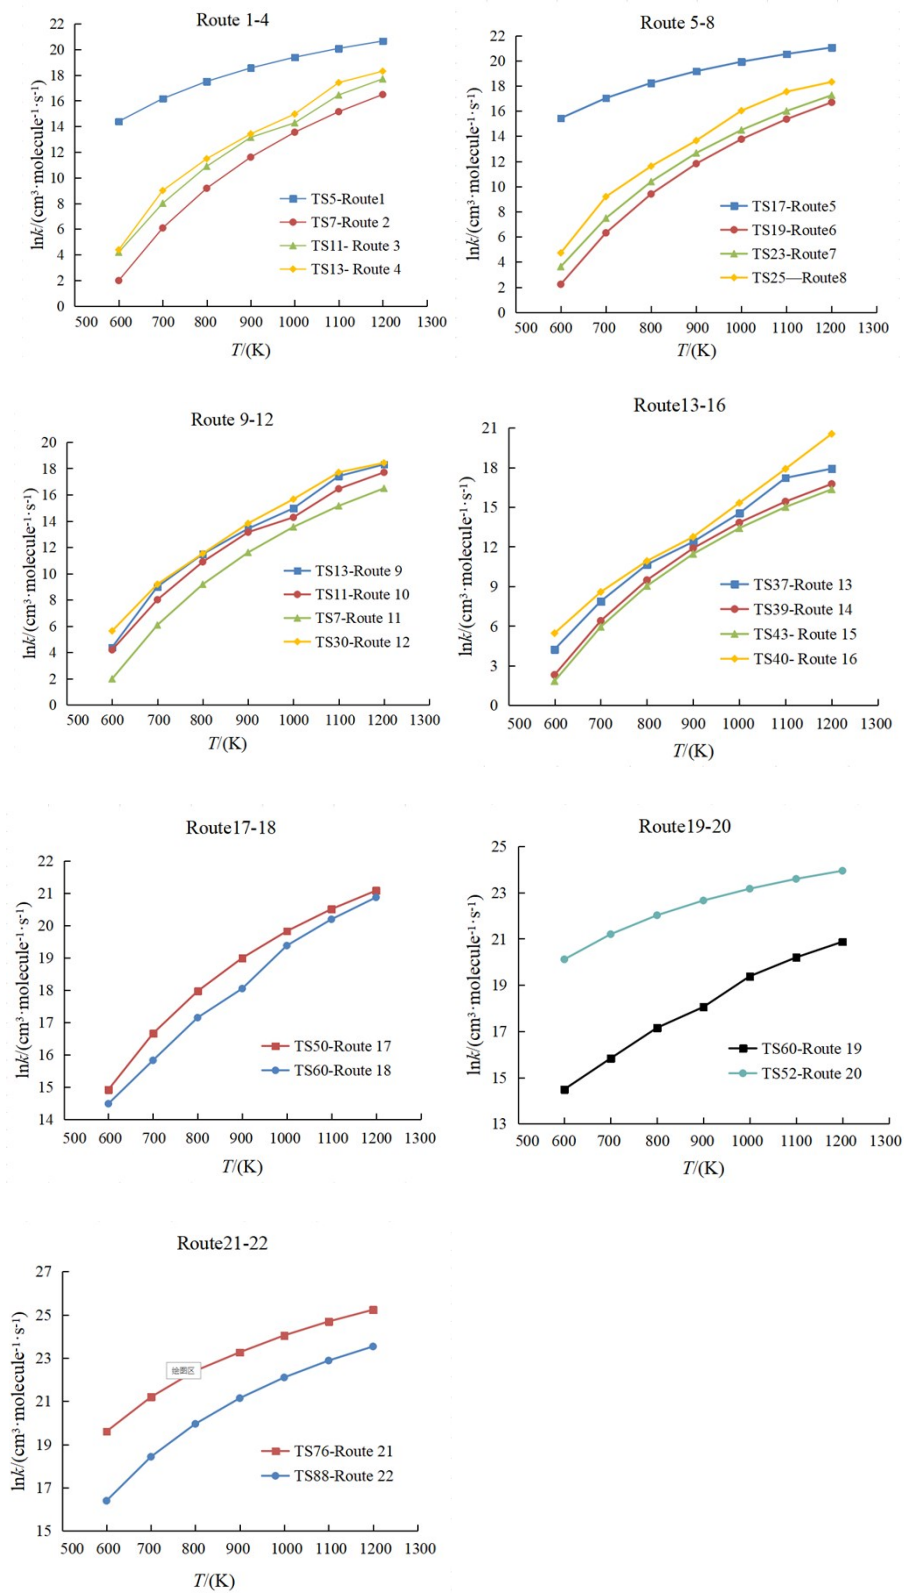 Route 1-4
lnk/(cm³·molecule⁻¹·s⁻¹)
22
20
18
16
14
12
10
8
6
4
2
0
TS5-Route1
TS7-Route 2
TS11- Route 3
TS13- Route 4
500 600 700 800 900 1000 1100 1200 1300
T/(K)
Route 5-8
lnk/(cm³·molecule⁻¹·s⁻¹)
22
20
18
16
14
12
10
8
6
4
2
0
TS17-Route5
TS19-Route6
TS23-Route7
TS25—Route8
500 600 700 800 900 1000 1100 1200 1300
T/(K)
Route 9-12
lnk/(cm³·molecule⁻¹·s⁻¹)
20
18
16
14
12
10
8
6
4
2
0
TS13-Route 9
TS11-Route 10
TS7-Route 11
TS30-Route 12
500 600 700 800 900 1000 1100 1200 1300
T/(K)
Route13-16
lnk/(cm³·molecule⁻¹·s⁻¹)
21
18
15
12
9
6
3
0
TS37-Route 13
TS39-Route 14
TS43- Route 15
TS40- Route 16
500 600 700 800 900 1000 1100 1200 1300
T/(K)
Route17-18
lnk/(cm³·molecule⁻¹·s⁻¹)
22
21
20
19
18
17
16
15
14
TS50-Route 17
TS60-Route 18
500 600 700 800 900 1000 1100 1200 1300
T/(K)
Route19-20
lnk/(cm³·molecule⁻¹·s⁻¹)
25
23
21
19
17
15
13
TS60-Route 19
TS52-Route 20
500 600 700 800 900 1000 1100 1200 1300
T/(K)
Route21-22
lnk/(cm³·molecule⁻¹·s⁻¹)
27
25
23
21
19
17
15
绘图区
TS76-Route 21
TS88-Route 22
500 600 700 800 900 1000 1100 1200 1300
T/(K)